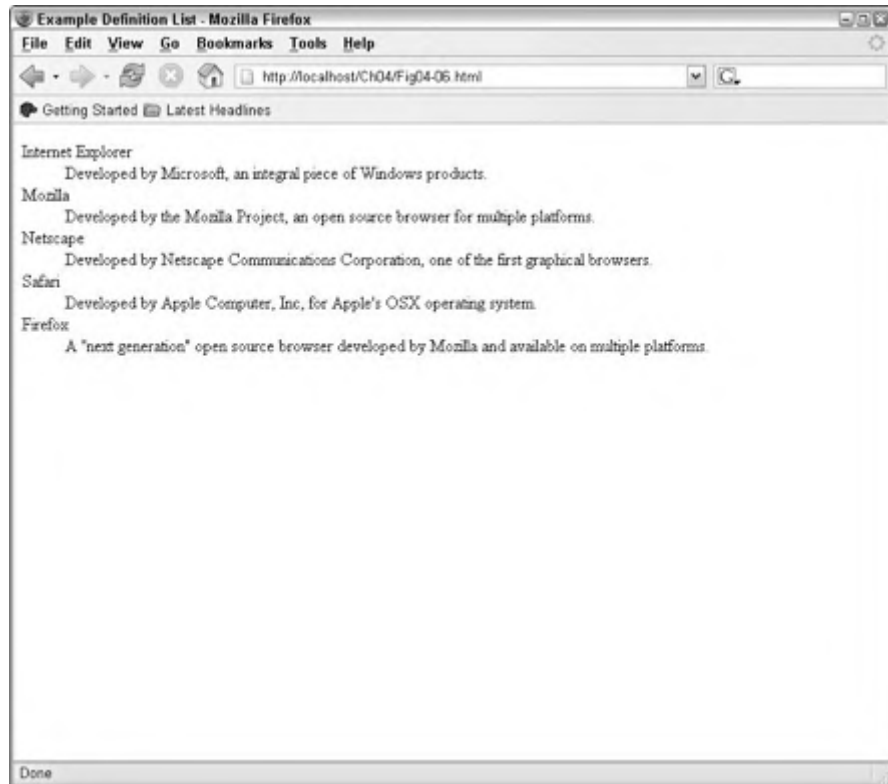 Example Definition List - Mozilla Firefox
File Edit View Go Bookmarks Tools Help
http://localhost/Ch04/Fig04-06.html
G
Getting Started Latest Headlines
Internet Explorer
Developed by Microsoft, an integral piece of Windows products.
Mozilla
Developed by the Mozilla Project, an open source browser for multiple platforms.
Netscape
Developed by Netscape Communications Corporation, one of the first graphical browsers.
Safari
Developed by Apple Computer, Inc, for Apple's OSX operating system.
Firefox
A "next generation" open source browser developed by Mozilla and available on multiple platforms.
Done